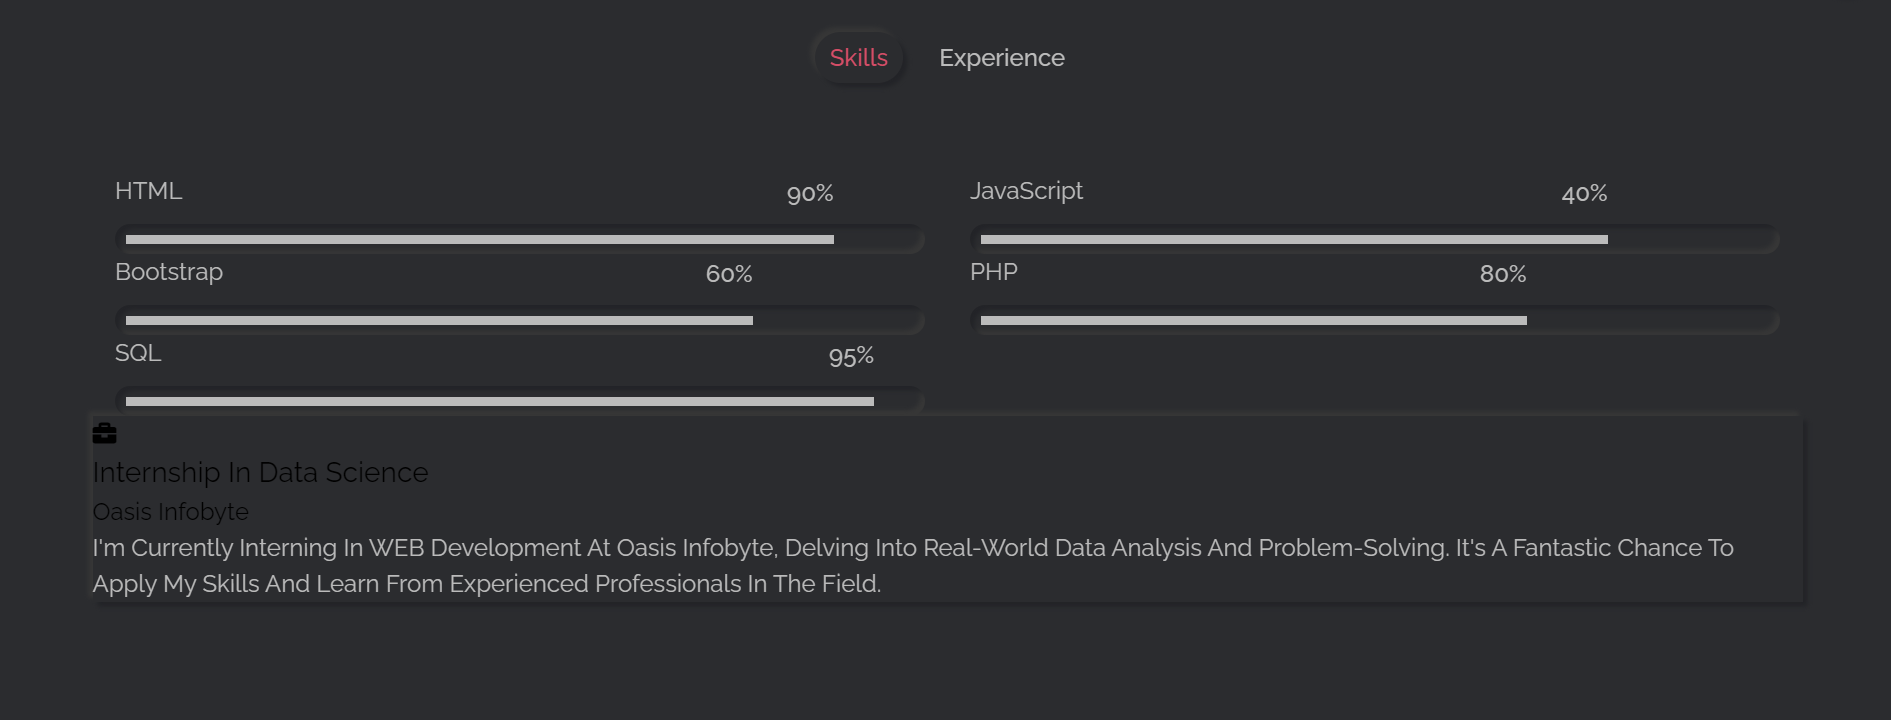 Skills Experience
HTML 90%
JavaScript 40%
Bootstrap 60%
PHP 80%
SQL 95%
Internship In Data Science
Oasis Infobyte
I'm Currently Interning In WEB Development At Oasis Infobyte, Delving Into Real-World Data Analysis And Problem-Solving. It's A Fantastic Chance To
Apply My Skills And Learn From Experienced Professionals In The Field.